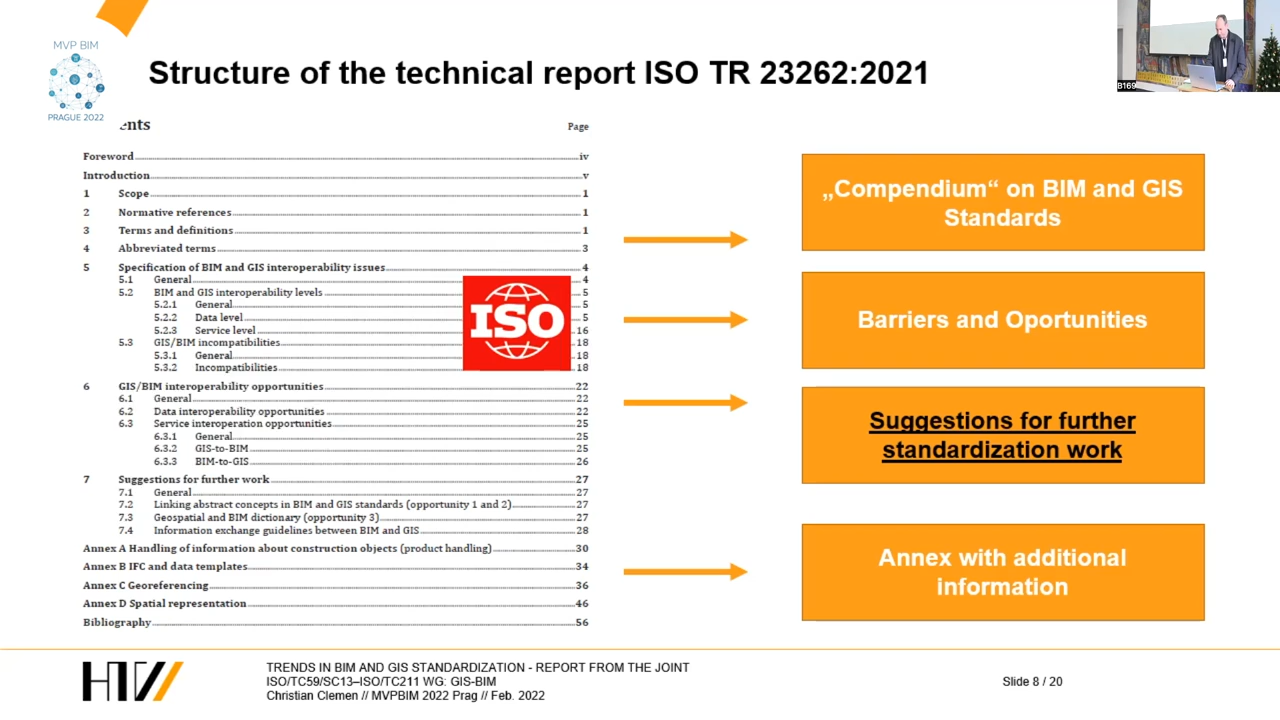 MVP BIM
PRAGUE 2022
Structure of the technical report ISO TR 23262:2021
B169
ents
Page
Foreword iv
Introduction v
1 Scope 1
2 Normative references 1
3 Terms and definitions 1
4 Abbreviated terms 3
5 Specification of BIM and GIS interoperability issues 4
5.1 General 4
5.2 BIM and GIS interoperability levels 5
5.2.1 General 5
5.2.2 Data level 5
5.2.3 Service level 16
5.3 GIS/BIM incompatibilities 18
5.3.1 General 18
5.3.2 Incompatibilities 18
6 GIS/BIM interoperability opportunities 22
6.1 General 22
6.2 Data interoperability opportunities 22
6.3 Service interoperation opportunities 25
6.3.1 General 25
6.3.2 GIS-to-BIM 25
6.3.3 BIM-to-GIS 26
7 Suggestions for further work 27
7.1 General 27
7.2 Linking abstract concepts in BIM and GIS standards (opportunity 1 and 2) 27
7.3 Geospatial and BIM dictionary (opportunity 3) 27
7.4 Information exchange guidelines between BIM and GIS 28
Annex A Handling of information about construction objects (product handling) 30
Annex B IFC and data templates 34
Annex C Georeferencing 36
Annex D Spatial representation 46
Bibliography 56
ISO
„Compendium“ on BIM and GIS
Standards
Barriers and Oportunities
Suggestions for further
standardization work
Annex with additional
information
HTW
TRENDS IN BIM AND GIS STANDARDIZATION - REPORT FROM THE JOINT
ISO/TC59/SC13–ISO/TC211 WG: GIS-BIM
Christian Clemen // MVPBIM 2022 Prag // Feb. 2022
Slide 8 / 20